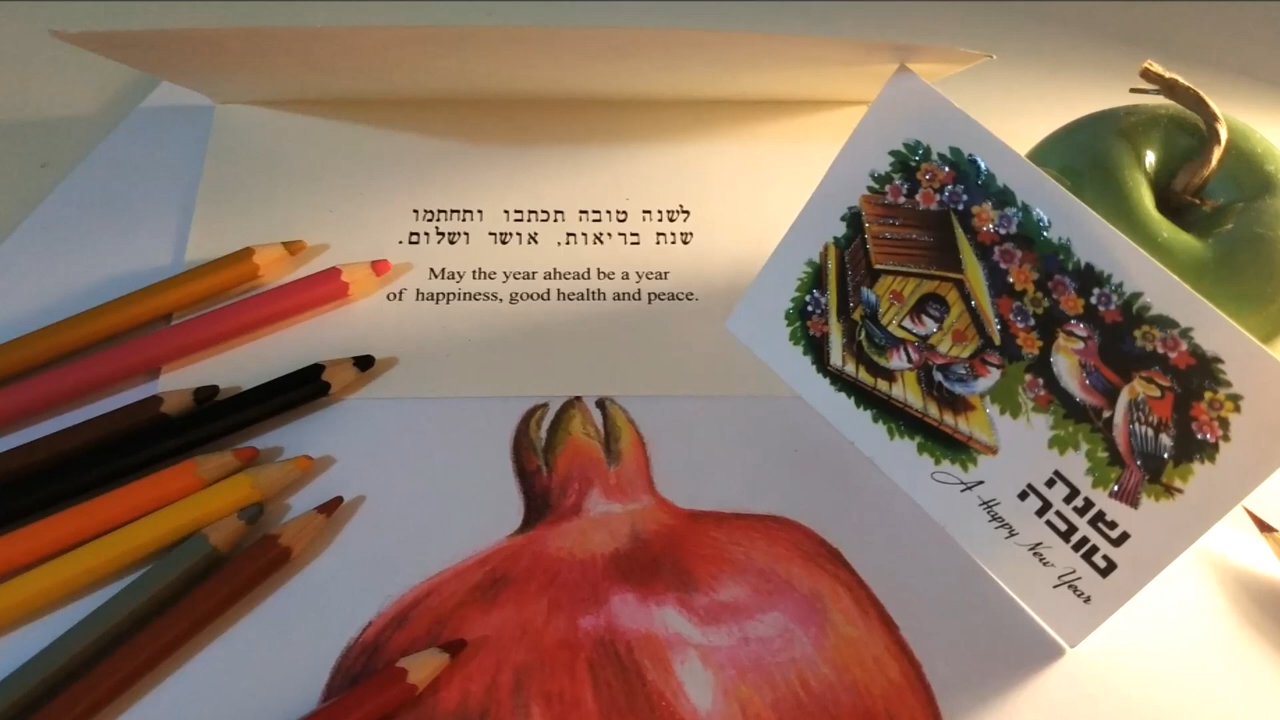 לשנה טובה תכתבו ותחתמו
שנת בריאות, אושר ושלום.
May the year ahead be a year
of happiness, good health and peace.
שנה
טובה
A Happy New Year